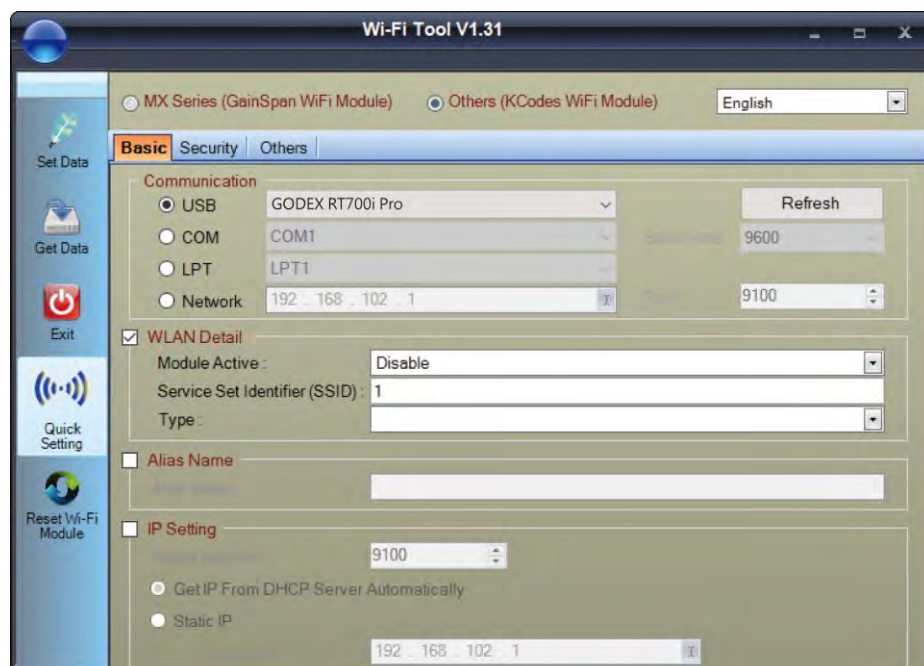 Wi-Fi Tool V1.31
MX Series (GainSpan WiFi Module) Others (KCodes WiFi Module) English
Set Data
Get Data
Exit
Quick Setting
Reset Wi-Fi Module
Basic Security Others
Communication
USB GODEX RT700i Pro Refresh
COM COM1 9600
LPT LPT1
Network 192 . 168 . 102 . 1 9100
WLAN Detail
Module Active : Disable
Service Set Identifier (SSID) : 1
Type :
Alias Name
IP Setting
9100
Get IP From DHCP Server Automatically
Static IP
192 . 168 . 102 . 1